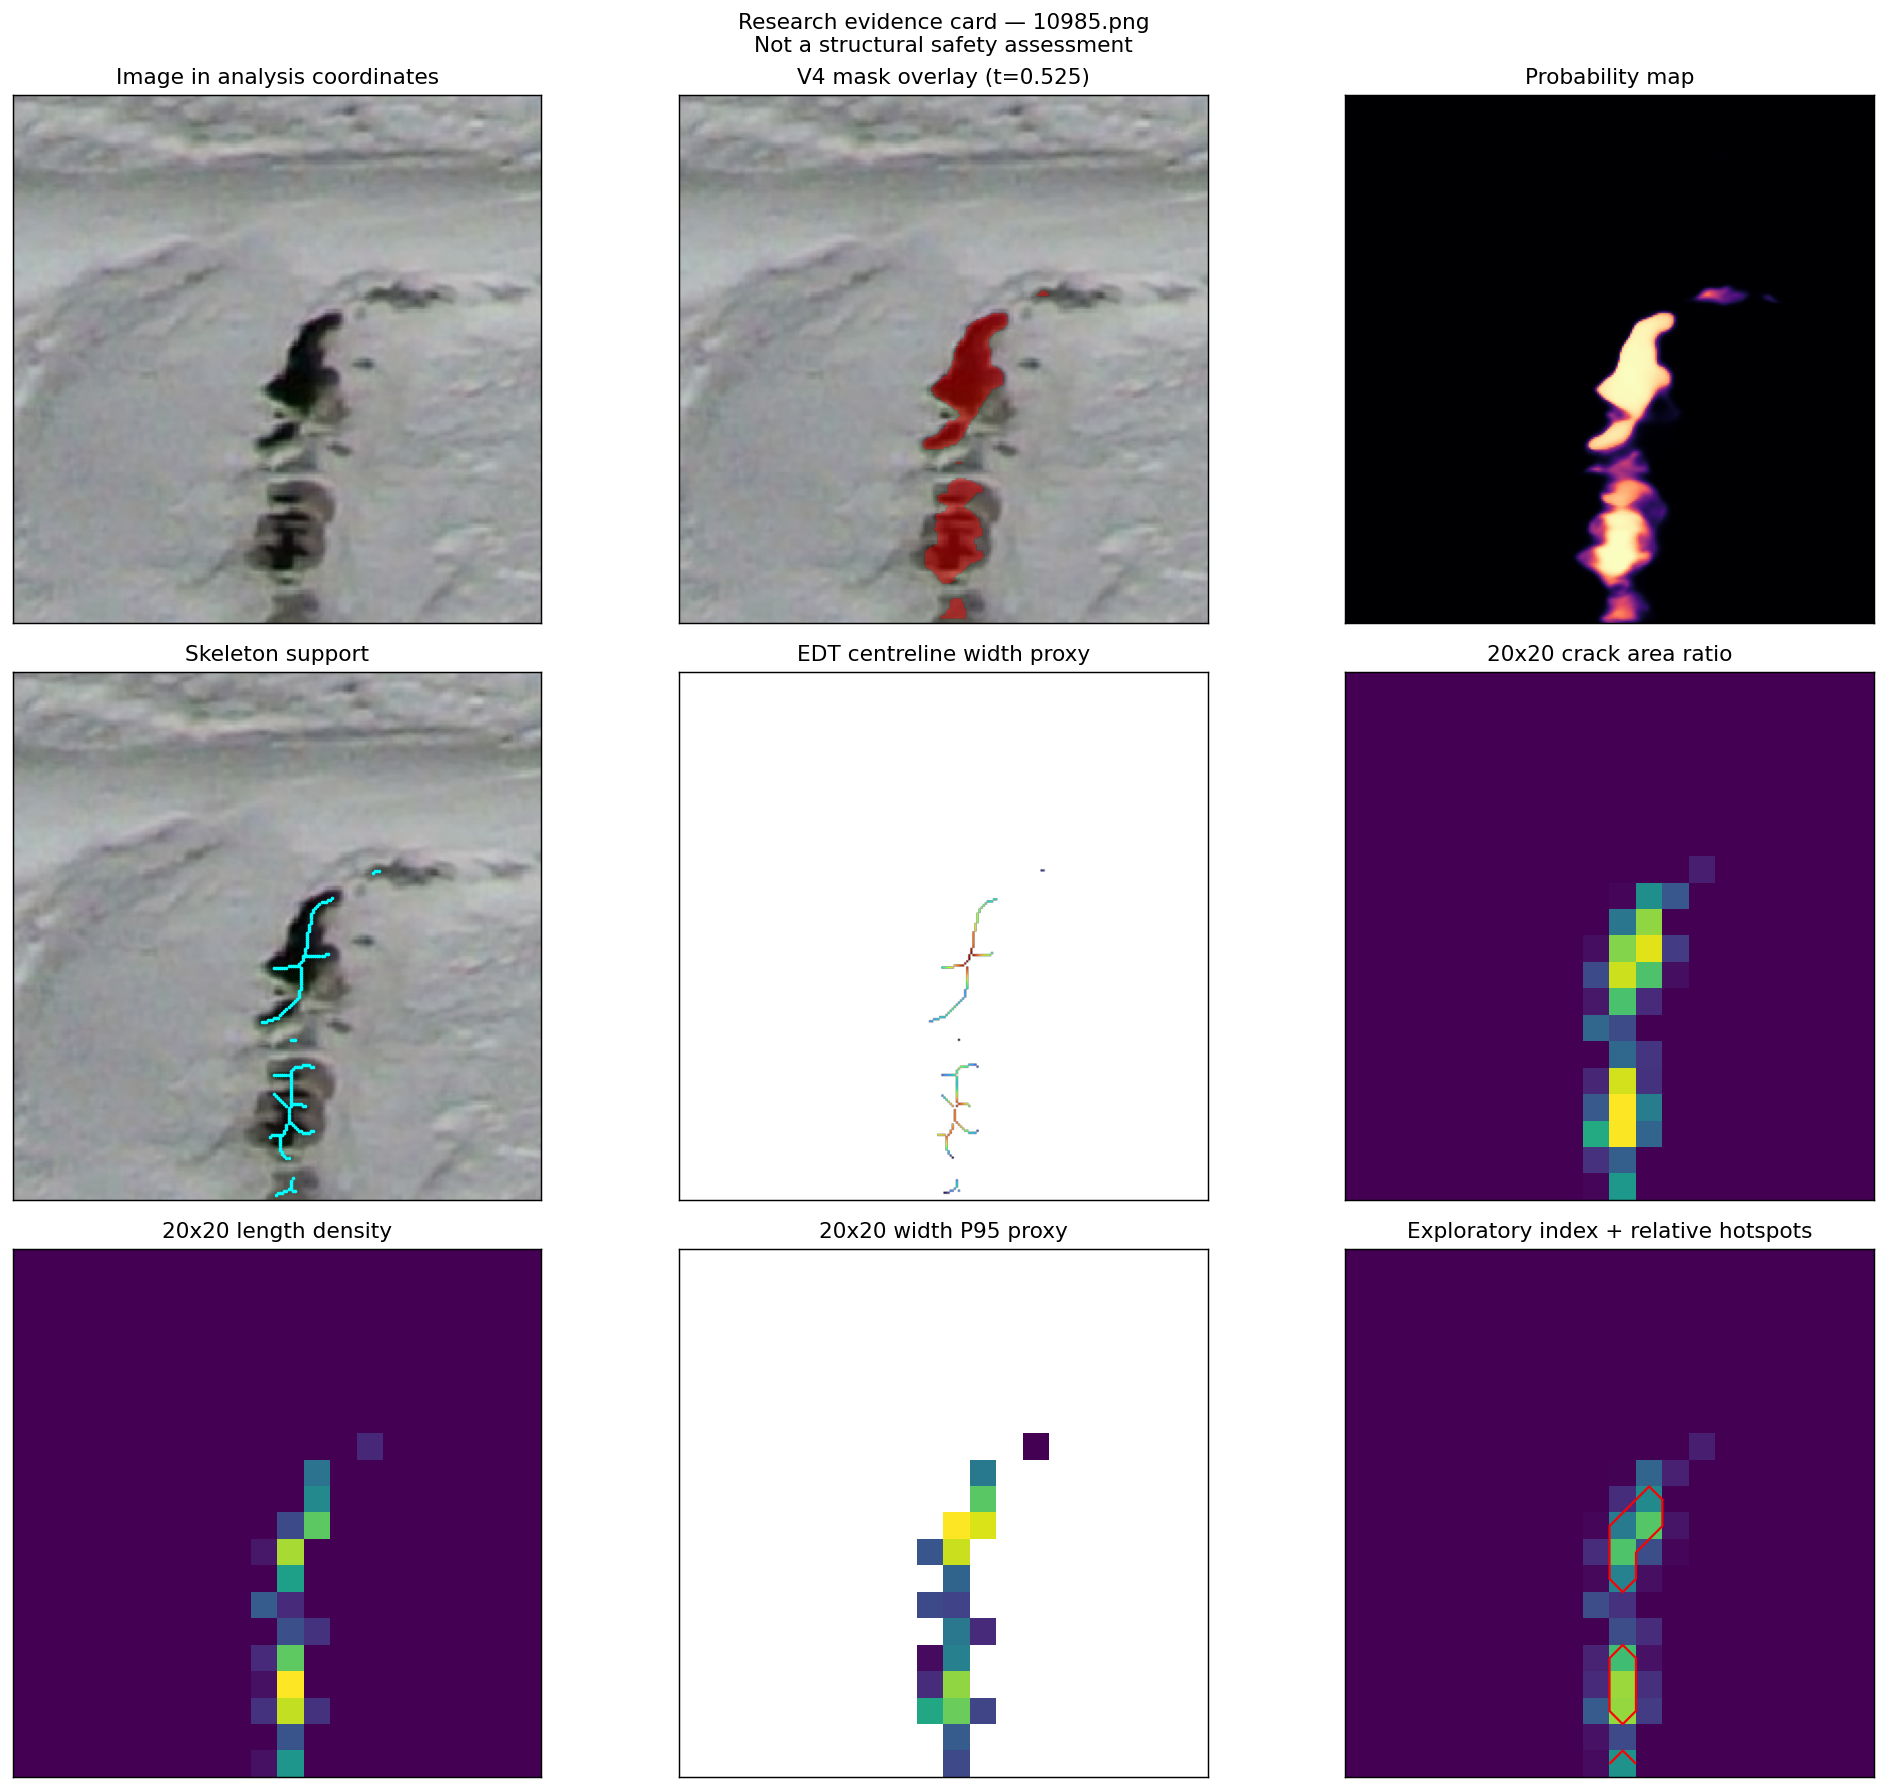 Research evidence card — 10985.png
Not a structural safety assessment
Image in analysis coordinates
V4 mask overlay (t=0.525)
Probability map
Skeleton support
EDT centreline width proxy
20x20 crack area ratio
20x20 length density
20x20 width P95 proxy
Exploratory index + relative hotspots